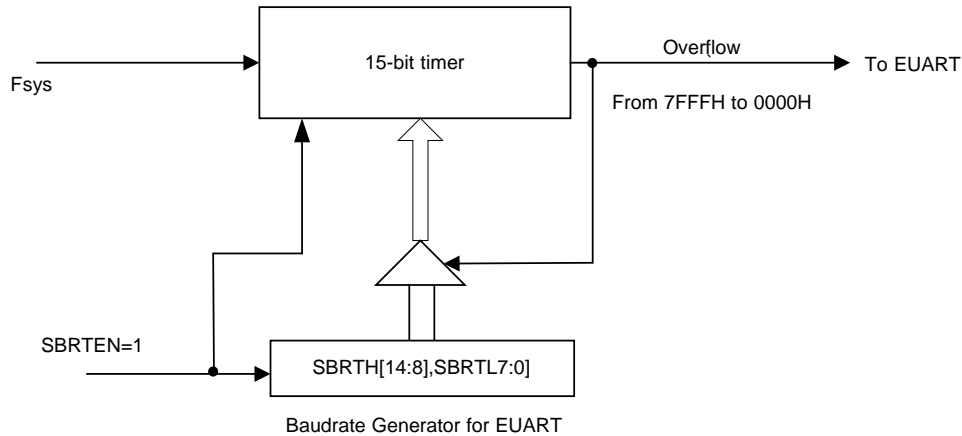 15-bit timer
Overflow
Fsys
To EUART
From 7FFFH to 0000H
SBRTEN=1
SBRTH[14:8],SBRTL7:0]
Baudrate Generator for EUART